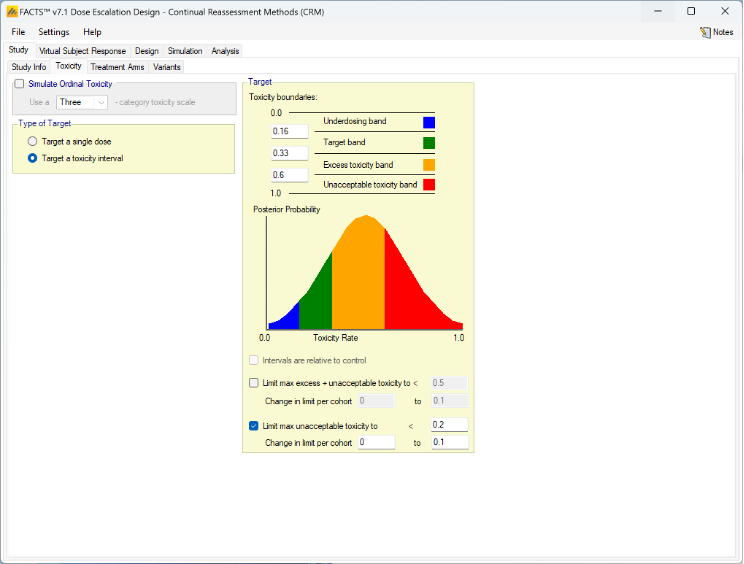 FACTS™ v7.1 Dose Escalation Design - Continual Reassessment Methods (CRM)
File Settings Help Notes
Study Virtual Subject Response Design Simulation Analysis
Study Info Toxicity Treatment Arms Variants
Simulate Ordinal Toxicity
Use a Three - category toxicity scale
Type of Target
Target a single dose
Target a toxicity interval
Target
Toxicity boundaries:
0.0
Underdosing band
0.16
Target band
0.33
Excess toxicity band
0.6
Unacceptable toxicity band
1.0
Posterior Probability
0.0 Toxicity Rate 1.0
Intervals are relative to control
Limit max excess + unacceptable toxicity to < 0.5
Change in limit per cohort 0 to 0.1
Limit max unacceptable toxicity to < 0.2
Change in limit per cohort 0 to 0.1